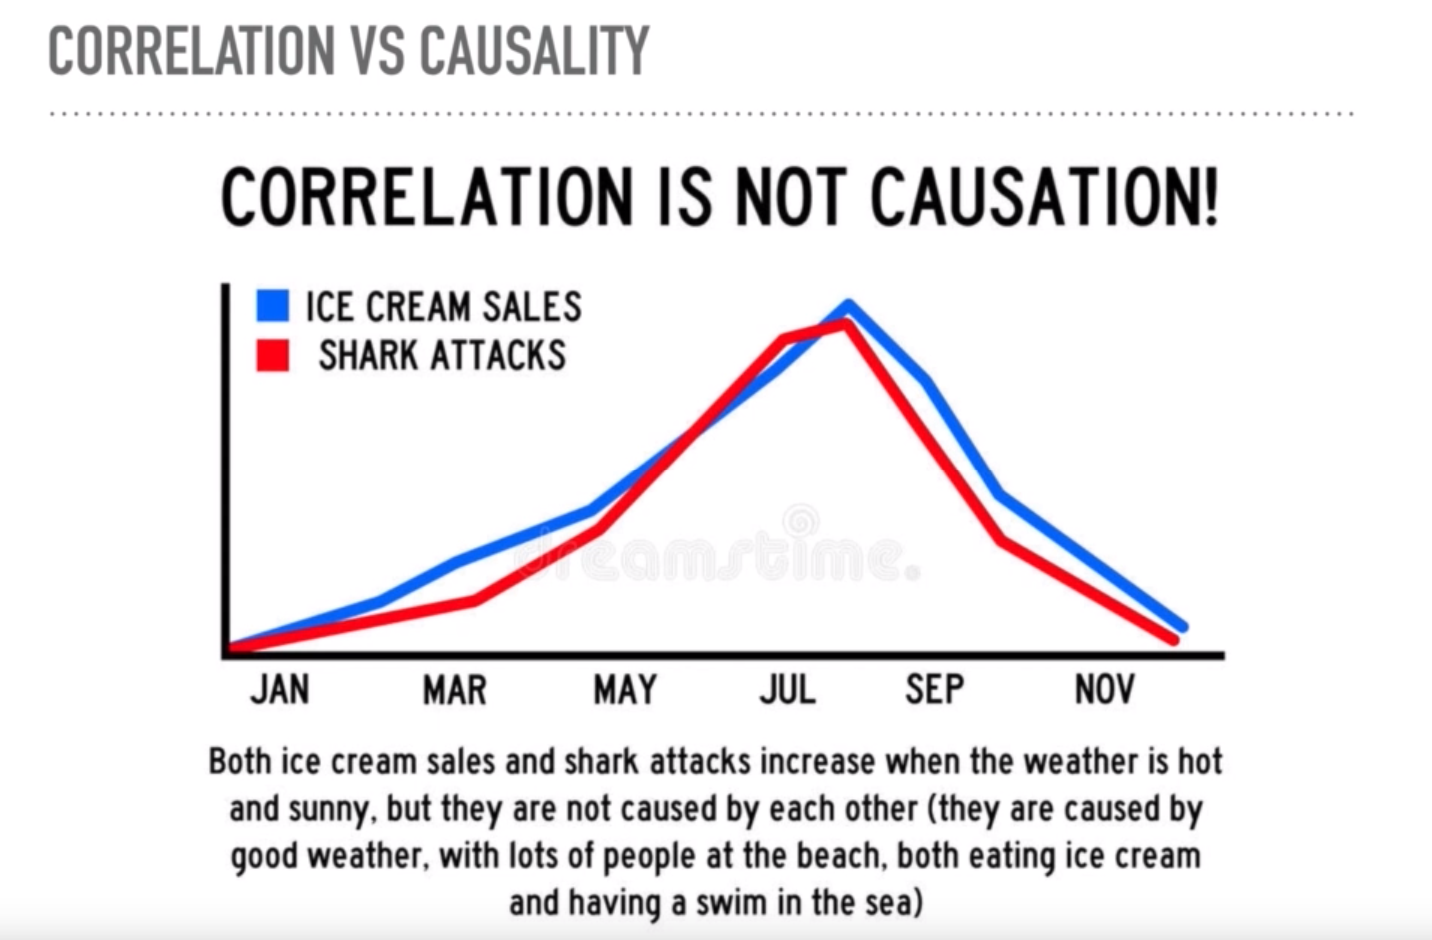 CORRELATION VS CAUSALITY
CORRELATION IS NOT CAUSATION!
ICE CREAM SALES
SHARK ATTACKS
dreamstime.
JAN MAR MAY JUL SEP NOV
Both ice cream sales and shark attacks increase when the weather is hot
and sunny, but they are not caused by each other (they are caused by
good weather, with lots of people at the beach, both eating ice cream
and having a swim in the sea)